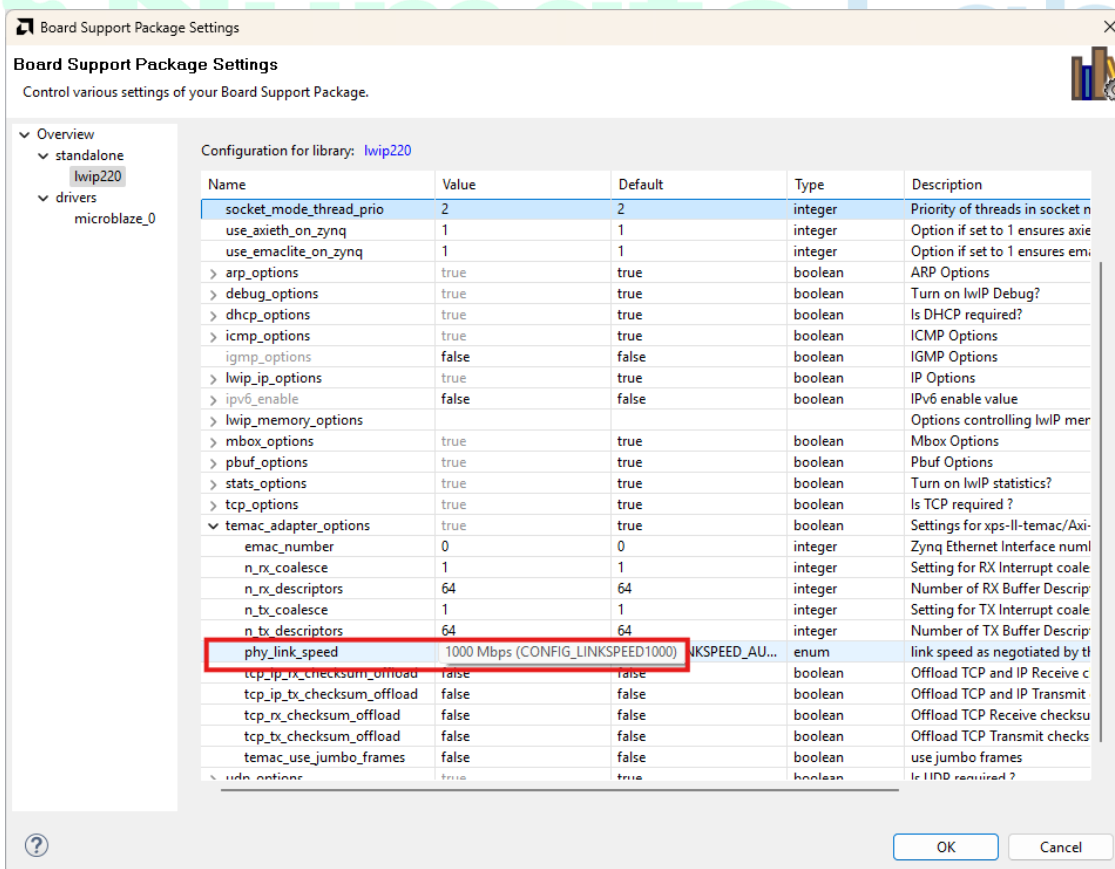 Board Support Package Settings
Board Support Package Settings
Control various settings of your Board Support Package.
Overview
standalone
lwip220
drivers
microblaze_0
Configuration for library: lwip220
Name Value Default Type Description
socket_mode_thread_prio 2 2 integer Priority of threads in socket
use_axieth_on_zynq 1 1 integer Option if set to 1 ensures
use_emaclite_on_zynq 1 1 integer Option if set to 1 ensures
arp_options true true boolean ARP Options
debug_options true true boolean Turn on lwIP Debug?
dhcp_options true true boolean Is DHCP required?
icmp_options true true boolean ICMP Options
igmp_options false false boolean IGMP Options
lwip_ip_options true true boolean IP Options
ipv6_enable false false boolean IPv6 enable value
lwip_memory_options Options controlling lwIP
mbox_options true true boolean Mbox Options
pbuf_options true true boolean Pbuf Options
stats_options true true boolean Turn on lwIP statistics?
tcp_options true true boolean Is TCP required ?
temac_adapter_options true true boolean Settings for xps-ll-temac/Axi-
emac_number 0 0 integer Zynq Ethernet Interface
n_rx_coalesce 1 1 integer Setting for RX Interrupt
n_rx_descriptors 64 64 integer Number of RX Buffer
n_tx_coalesce 1 1 integer Setting for TX Interrupt
n_tx_descriptors 64 64 integer Number of TX Buffer
phy_link_speed 1000 Mbps (CONFIG_LINKSPEED1000) NKSPEED_AU... enum link speed as negotiated by
tcp_ip_rx_checksum_offload false false boolean Offload TCP and IP Receive
tcp_ip_tx_checksum_offload false false boolean Offload TCP and IP Transmit
tcp_rx_checksum_offload false false boolean Offload TCP Receive
tcp_tx_checksum_offload false false boolean Offload TCP Transmit
temac_use_jumbo_frames false false boolean use jumbo frames
udp_options true true boolean Is UDP required ?
OK Cancel